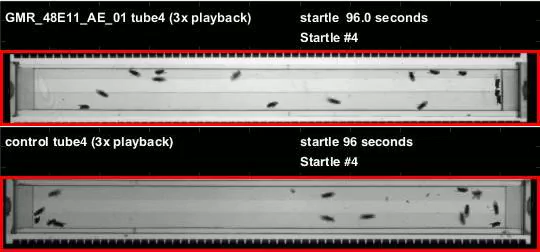 GMR_48E11_AE_01 tube4 (3x playback) startle 96.0 seconds
Startle #4
control tube4 (3x playback) startle 96 seconds
Startle #4